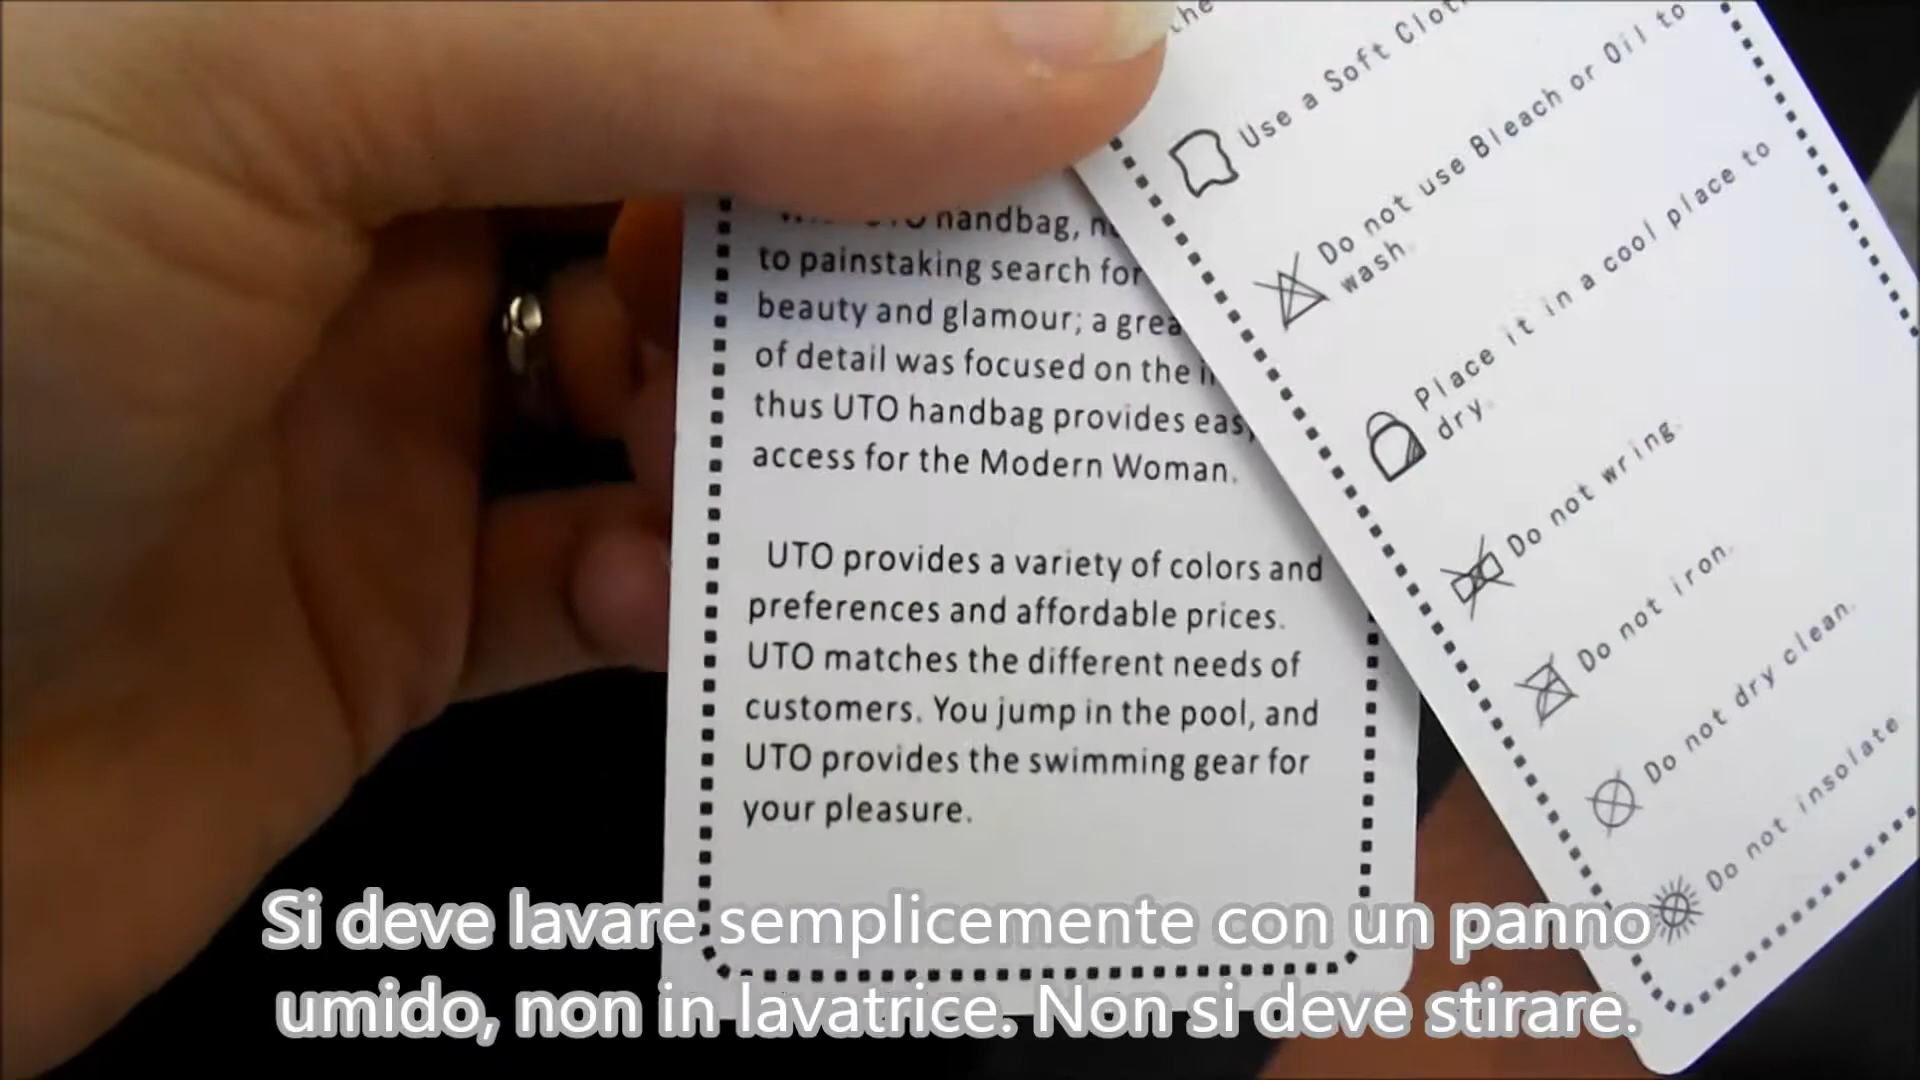 handbag,
to painstaking search for
beauty and glamour; a
of detail was focused on the
thus UTO handbag provides
access for the Modern Woman.
UTO provides a variety of colors and
preferences and affordable prices.
UTO matches the different needs of
customers. You jump in the pool, and
UTO provides the swimming gear for
your pleasure.
the
Use a Soft
Do not use Bleach or Oil to
wash.
Place it in a cool place to
dry.
Do not wring.
Do not iron.
Do not dry clean.
Do not insolate
Si deve lavare semplicemente con un panno
umido, non in lavatrice. Non si deve stirare.